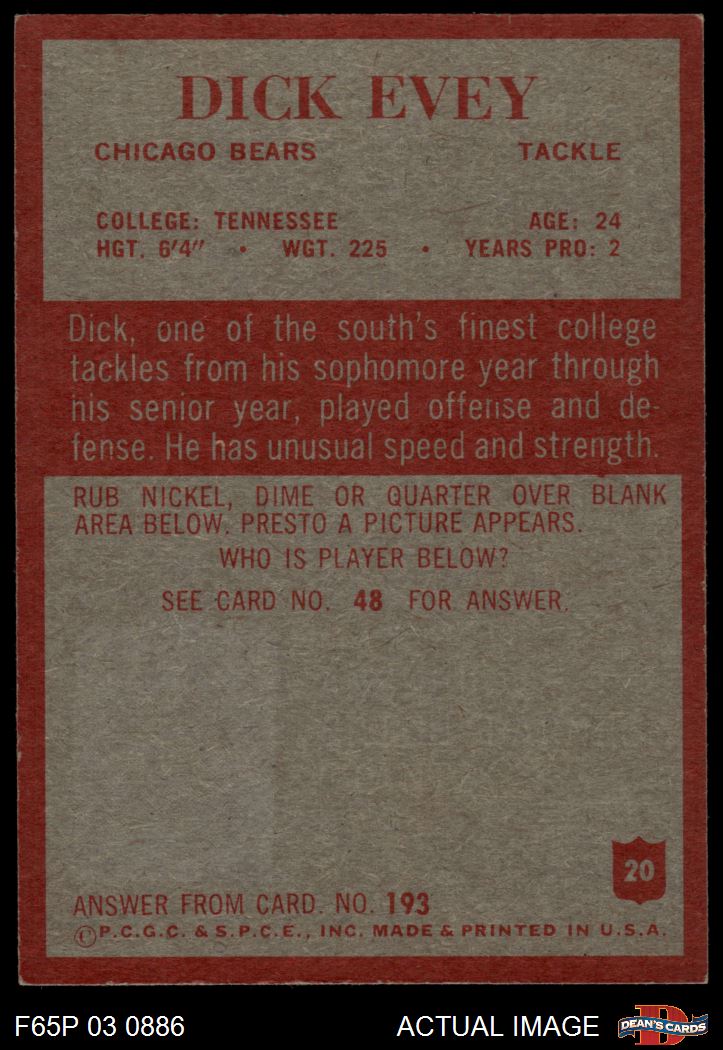 DICK EVEY
CHICAGO BEARS TACKLE
COLLEGE: TENNESSEE AGE: 24
HGT. 6'4" • WGT. 225 • YEARS PRO: 2
Dick, one of the south's finest college
tackles from his sophomore year through
his senior year, played offense and de-
fense. He has unusual speed and strength.
RUB NICKEL, DIME OR QUARTER OVER BLANK
AREA BELOW. PRESTO A PICTURE APPEARS.
WHO IS PLAYER BELOW?
SEE CARD NO. 48 FOR ANSWER.
20
ANSWER FROM CARD. NO. 193
©P.C.G.C. & S.P.C.E., INC. MADE & PRINTED IN U.S.A.
F65P 03 0886 ACTUAL IMAGE
D
DEAN'S CARDS